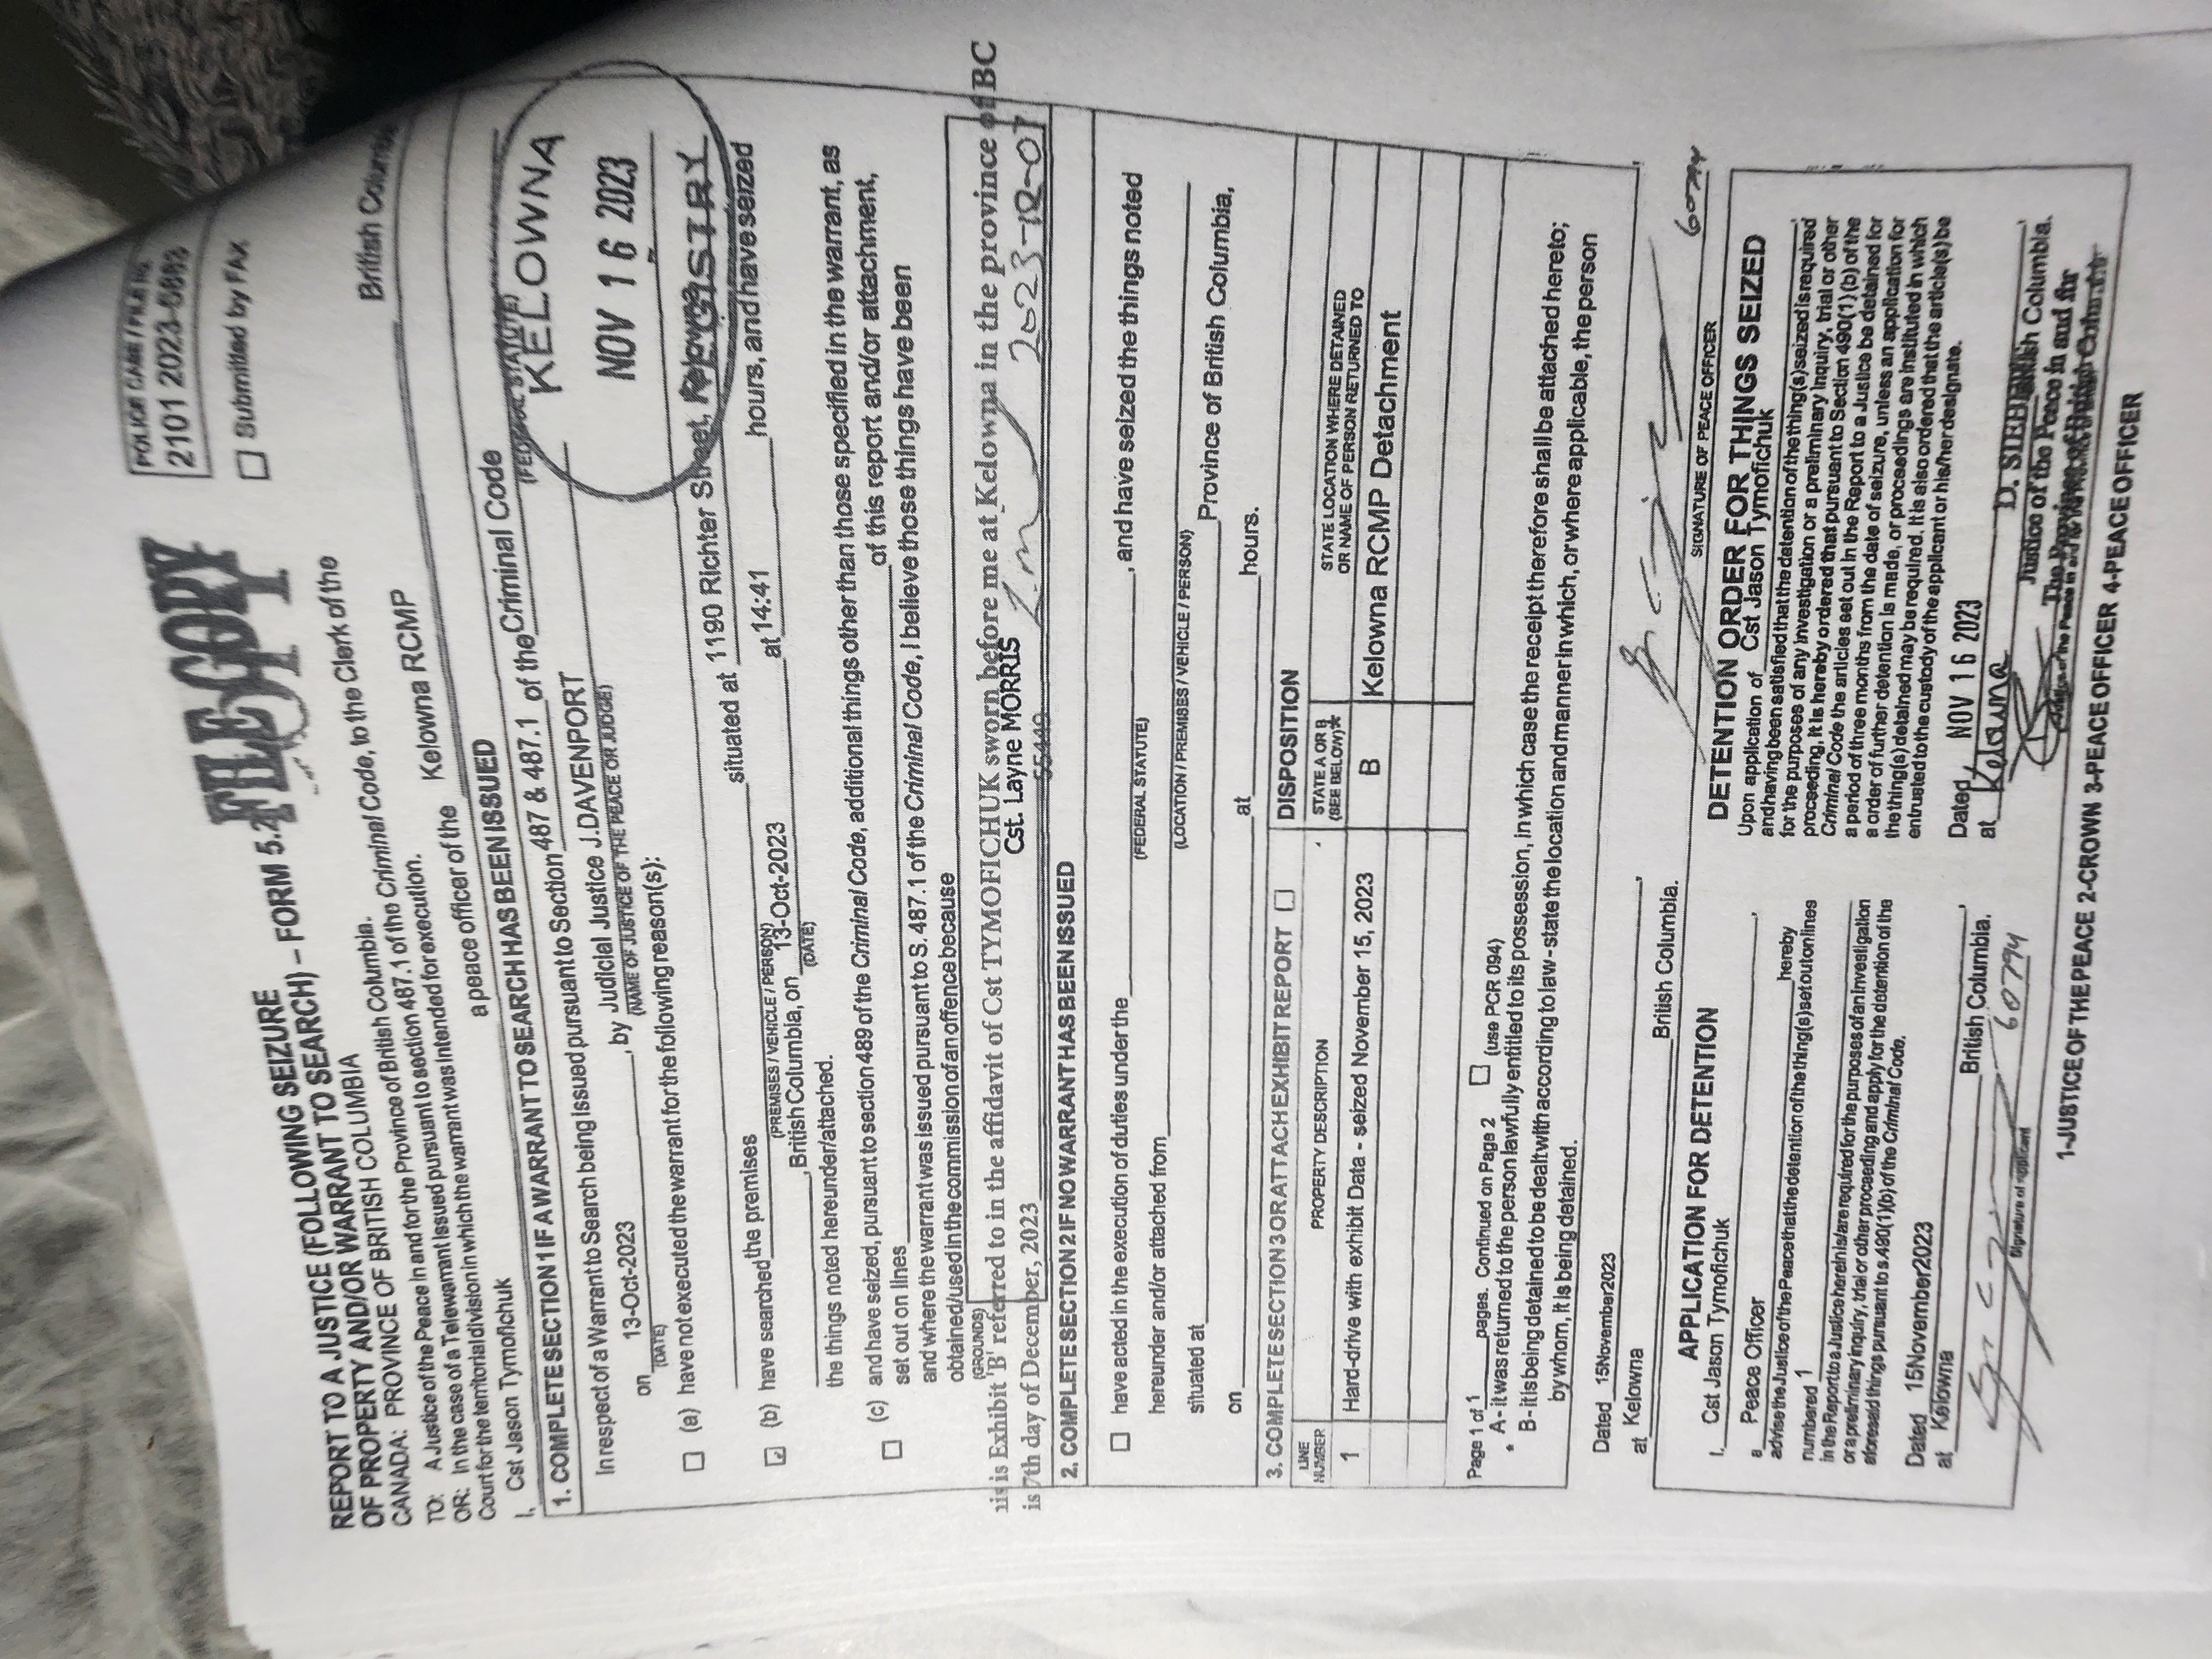 POLICE CASE / FILE NO.
2101 2023-5883
Submitted by FAX
FILE COPY
REPORT TO A JUSTICE (FOLLOWING SEIZURE
OF PROPERTY AND/OR WARRANT TO SEARCH) – FORM 5.2
CANADA: PROVINCE OF BRITISH COLUMBIA
TO: A Justice of the Peace in and for the Province of British Columbia.
OR: In the case of a Telewarrant issued pursuant to section 487.1 of the Criminal Code, to the Clerk of the
Court for the territorial division in which the warrant was intended for execution.
British Columbia
I, Cst Jason Tymofichuk a peace officer of the Kelowna RCMP
1. COMPLETE SECTION 1 IF A WARRANT TO SEARCH HAS BEEN ISSUED
In respect of a Warrant to Search being issued pursuant to Section 487 & 487.1 of the Criminal Code
(FEDERAL STATUTE)
KELOWNA
NOV 16 2023
REGISTRY
on 13-Oct-2023, by Judicial Justice J.DAVENPORT
(DATE) (NAME OF JUSTICE OF THE PEACE OR JUDGE)
(a) have not executed the warrant for the following reason(s):
(b) have searched the premises situated at 1190 Richter Street, Kelowna
(PREMISES / VEHICLE / PERSON)
, British Columbia, on 13-Oct-2023 at 14:41 hours, and have seized
(DATE)
the things noted hereunder/attached.
(c) and have seized, pursuant to section 489 of the Criminal Code, additional things other than those specified in the warrant, as
set out on lines of this report and/or attachment,
and where the warrant was issued pursuant to S. 487.1 of the Criminal Code, I believe those things have been
obtained/used in the commission of an offence because
(GROUNDS)
is Exhibit 'B' referred to in the affidavit of Cst TYMOFICHUK sworn before me at Kelowna in the province of BC
is 7th day of December, 2023
Cst. Layne MORRIS
55449
2023-12-07
2. COMPLETE SECTION 2 IF NO WARRANT HAS BEEN ISSUED
have acted in the execution of duties under the , and have seized the things noted
(FEDERAL STATUTE)
hereunder and/or attached from
(LOCATION / PREMISES / VEHICLE / PERSON)
situated at Province of British Columbia,
on at hours.
3. COMPLETE SECTION 3 OR ATTACH EXHIBIT REPORT DISPOSITION
LINE NUMBER PROPERTY DESCRIPTION STATE A OR B (SEE BELOW)* STATE LOCATION WHERE DETAINED OR NAME OF PERSON RETURNED TO
1 Hard-drive with exhibit Data - seized November 15, 2023 B Kelowna RCMP Detachment
Page 1 of 1 pages. Continued on Page 2 (use PCR 094)
* A - it was returned to the person lawfully entitled to its possession, in which case the receipt therefore shall be attached hereto;
B - it is being detained to be dealt with according to law - state the location and manner in which, or where applicable, the person
by whom, it is being detained.
Dated 15November2023
at Kelowna
British Columbia.
60794
SIGNATURE OF PEACE OFFICER
APPLICATION FOR DETENTION
I, Cst Jason Tymofichuk
a Peace Officer hereby
advise the Justice of the Peace that the detention of the thing(s) set out on lines
numbered 1
in the Report to a Justice herein is/are required for the purposes of an Investigation
or a preliminary inquiry, trial or other proceeding and apply for the detention of the
aforesaid things pursuant to s.490(1)(b) of the Criminal Code.
Dated 15November2023
at Kelowna
British Columbia.
60794
Signature of applicant
DETENTION ORDER FOR THINGS SEIZED
Upon application of Cst Jason Tymofichuk
and having been satisfied that the detention of the thing(s) seized is required
for the purposes of any investigation or a preliminary inquiry, trial or other
proceeding, it is hereby ordered that pursuant to Section 490(1) (b) of the
Criminal Code the articles set out in the Report to a Justice be detained for
a period of three months from the date of seizure, unless an application for
a order of further detention is made, or proceedings are instituted in which
the thing(s) detained may be required. It is also ordered that the article(s) be
entrusted to the custody of the applicant or his/her designate.
Dated NOV 16 2023
at Kelowna British Columbia.
Justice of the Peace in and for
The Province of British Columbia
1-JUSTICE OF THE PEACE 2-CROWN 3-PEACE OFFICER 4-PEACE OFFICER